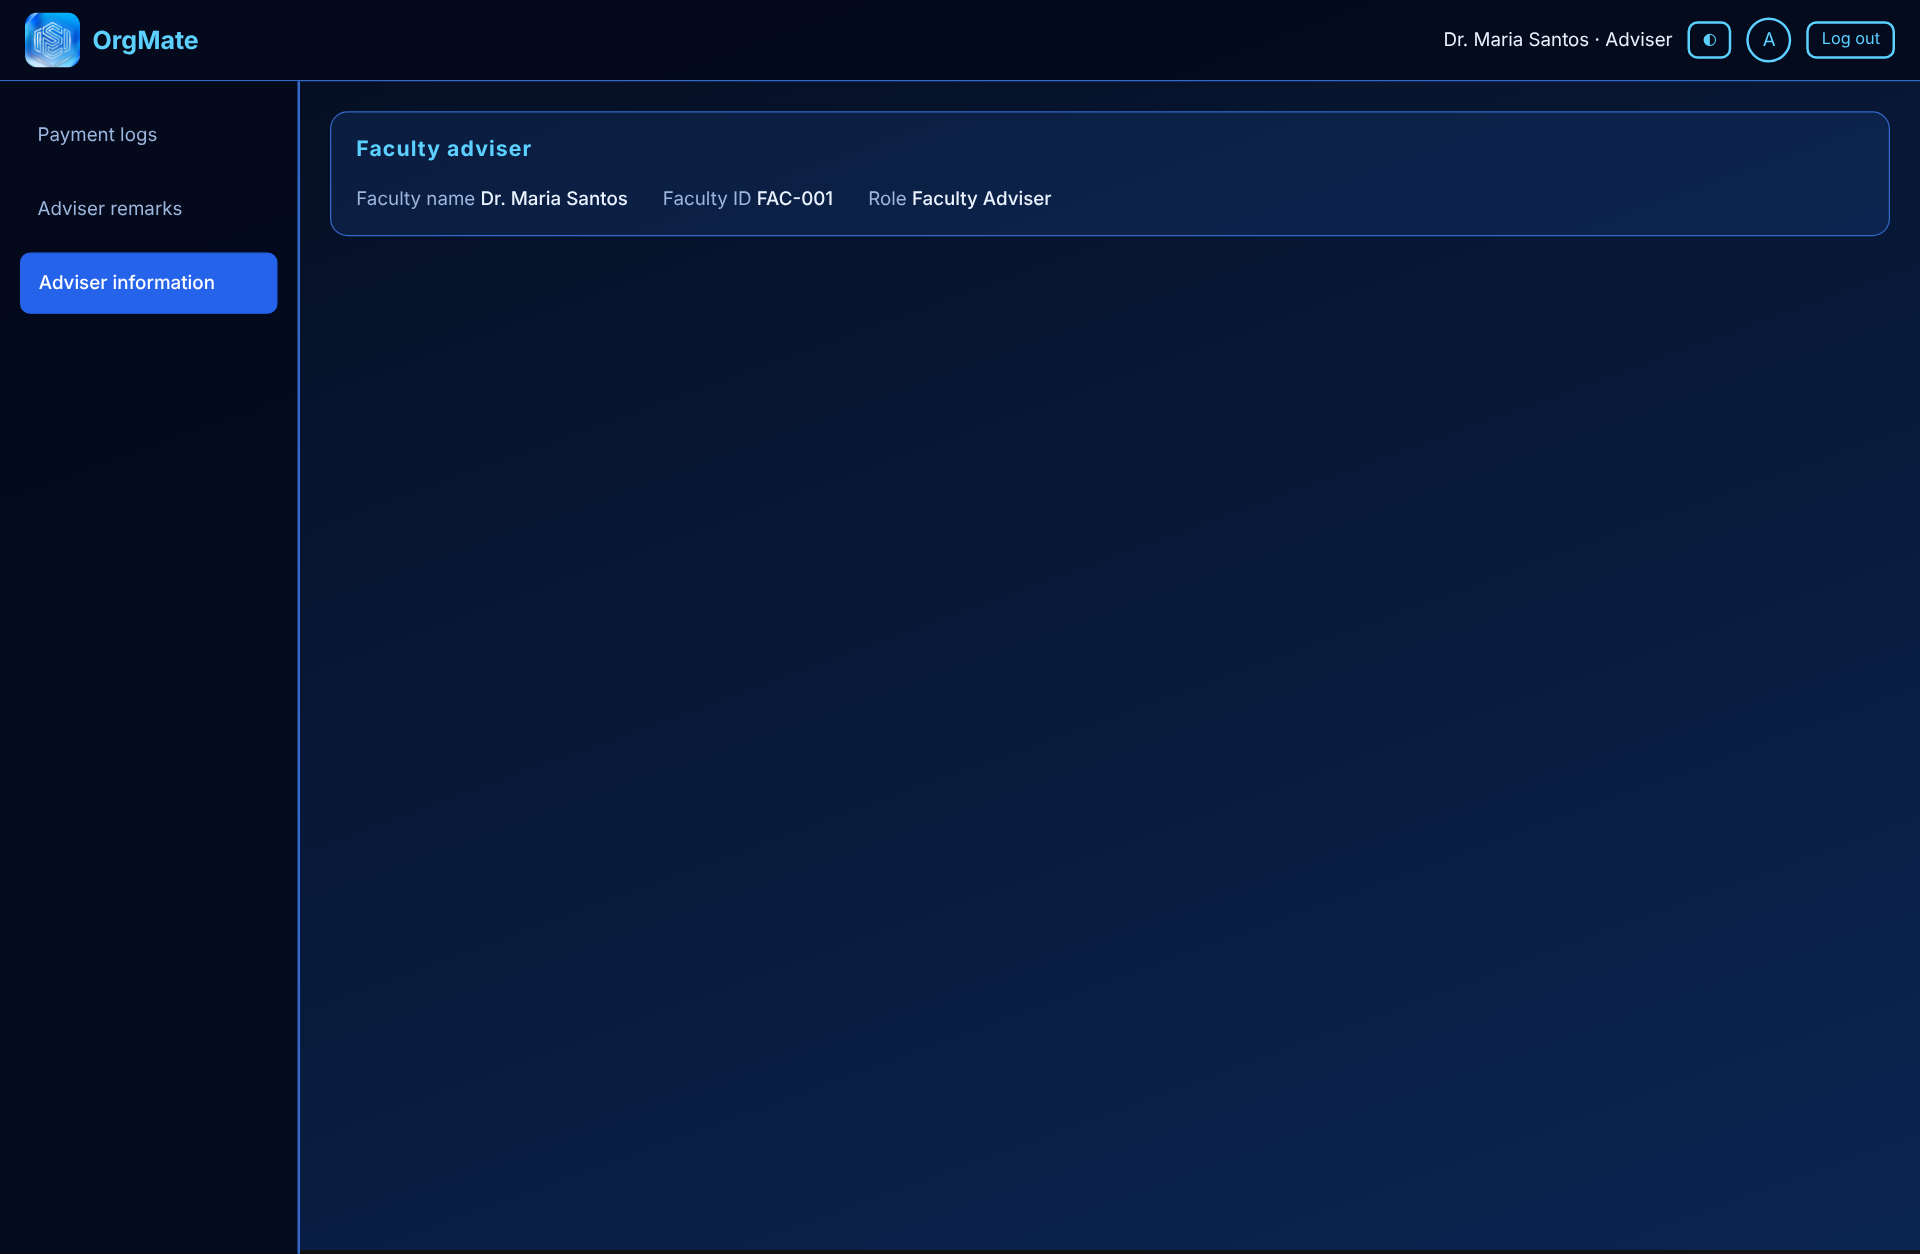 OrgMate
Dr. Maria Santos · Adviser
A
Log out
Payment logs
Adviser remarks
Adviser information
Faculty adviser
Faculty name Dr. Maria Santos Faculty ID FAC-001 Role Faculty Adviser